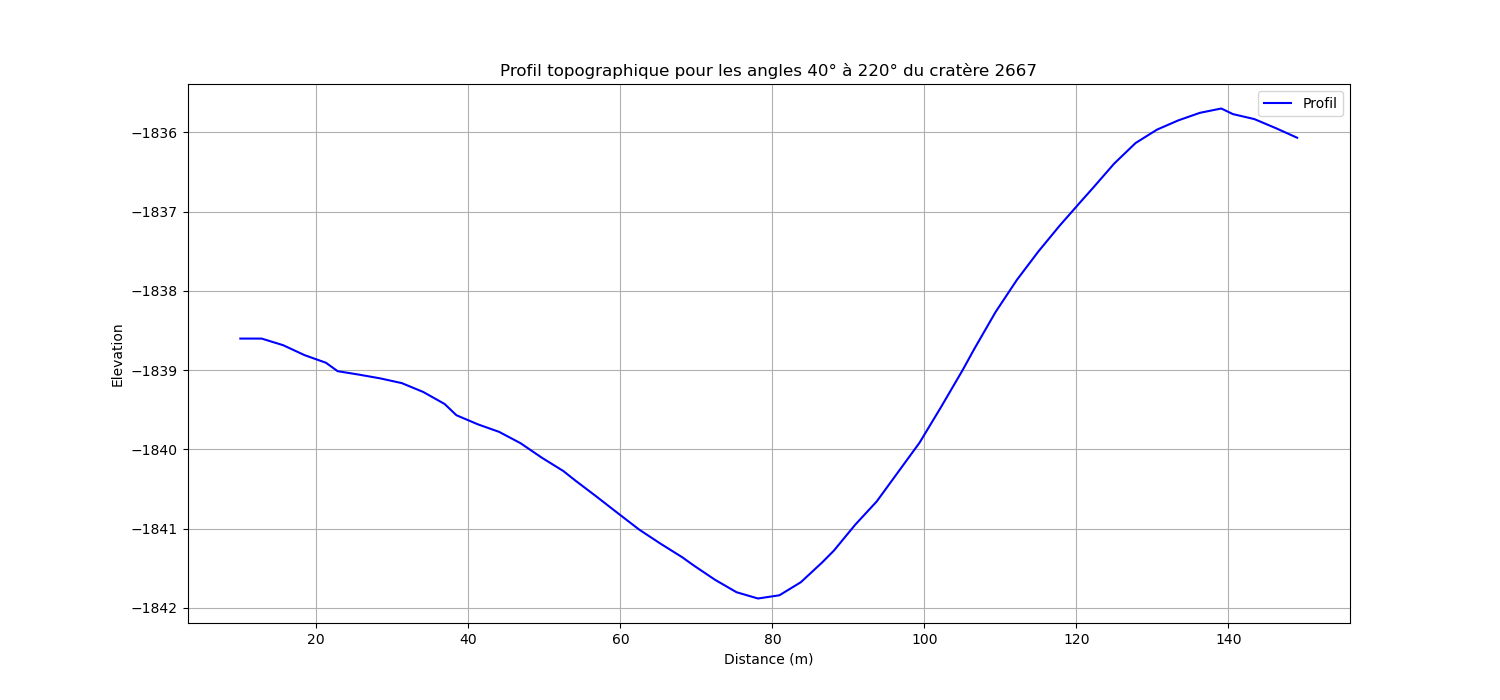 Profil topographique pour les angles 40° à 220° du cratère 2667
Profil
−1836
−1837
−1838
−1839
−1840
−1841
−1842
Elevation
20 40 60 80 100 120 140
Distance (m)